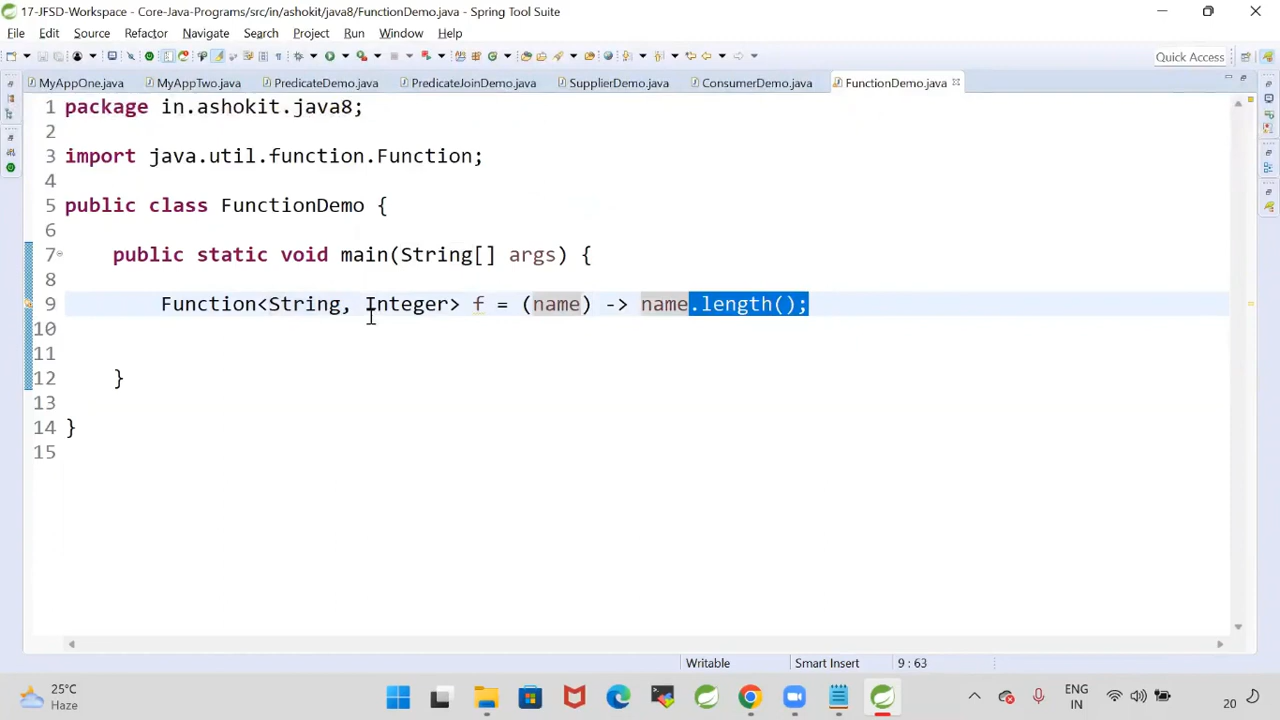 17-JFSD-Workspace - Core-Java-Programs/src/in/ashokit/java8/FunctionDemo.java - Spring Tool Suite
File Edit Source Refactor Navigate Search Project Run Window Help
Quick Access
MyAppOne.java MyAppTwo.java PredicateDemo.java PredicateJoinDemo.java SupplierDemo.java ConsumerDemo.java FunctionDemo.java
1 package in.ashokit.java8;
2
3 import java.util.function.Function;
4
5 public class FunctionDemo {
6
7 public static void main(String[] args) {
8
9 Function<String, Integer> f = (name) -> name.length();
10
11
12 }
13
14 }
15
Writable Smart Insert 9 : 63
25°C
Haze
ENG
IN
20